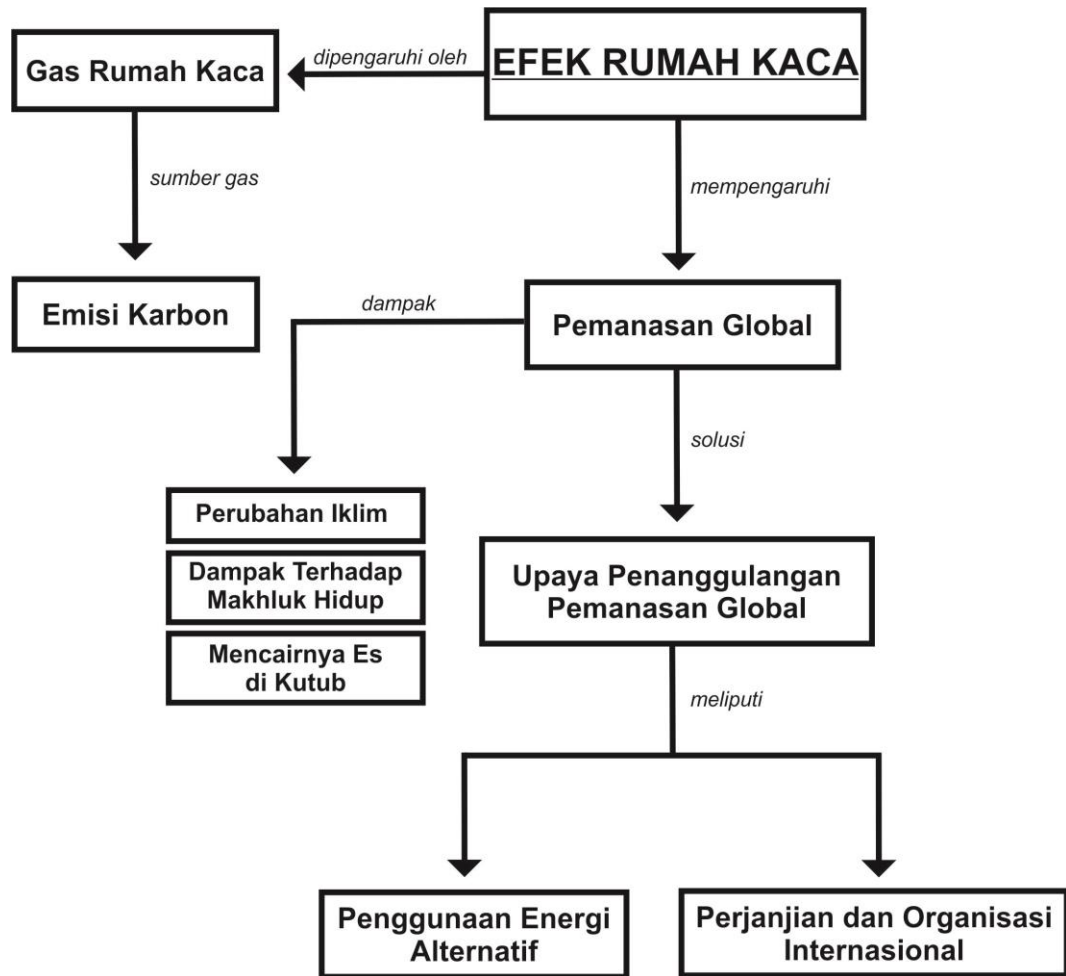 EFEK RUMAH KACA
dipengaruhi oleh
Gas Rumah Kaca
sumber gas
Emisi Karbon
mempengaruhi
Pemanasan Global
dampak
Perubahan Iklim
Dampak Terhadap
Makhluk Hidup
Mencairnya Es
di Kutub
solusi
Upaya Penanggulangan
Pemanasan Global
meliputi
Penggunaan Energi
Alternatif
Perjanjian dan Organisasi
Internasional